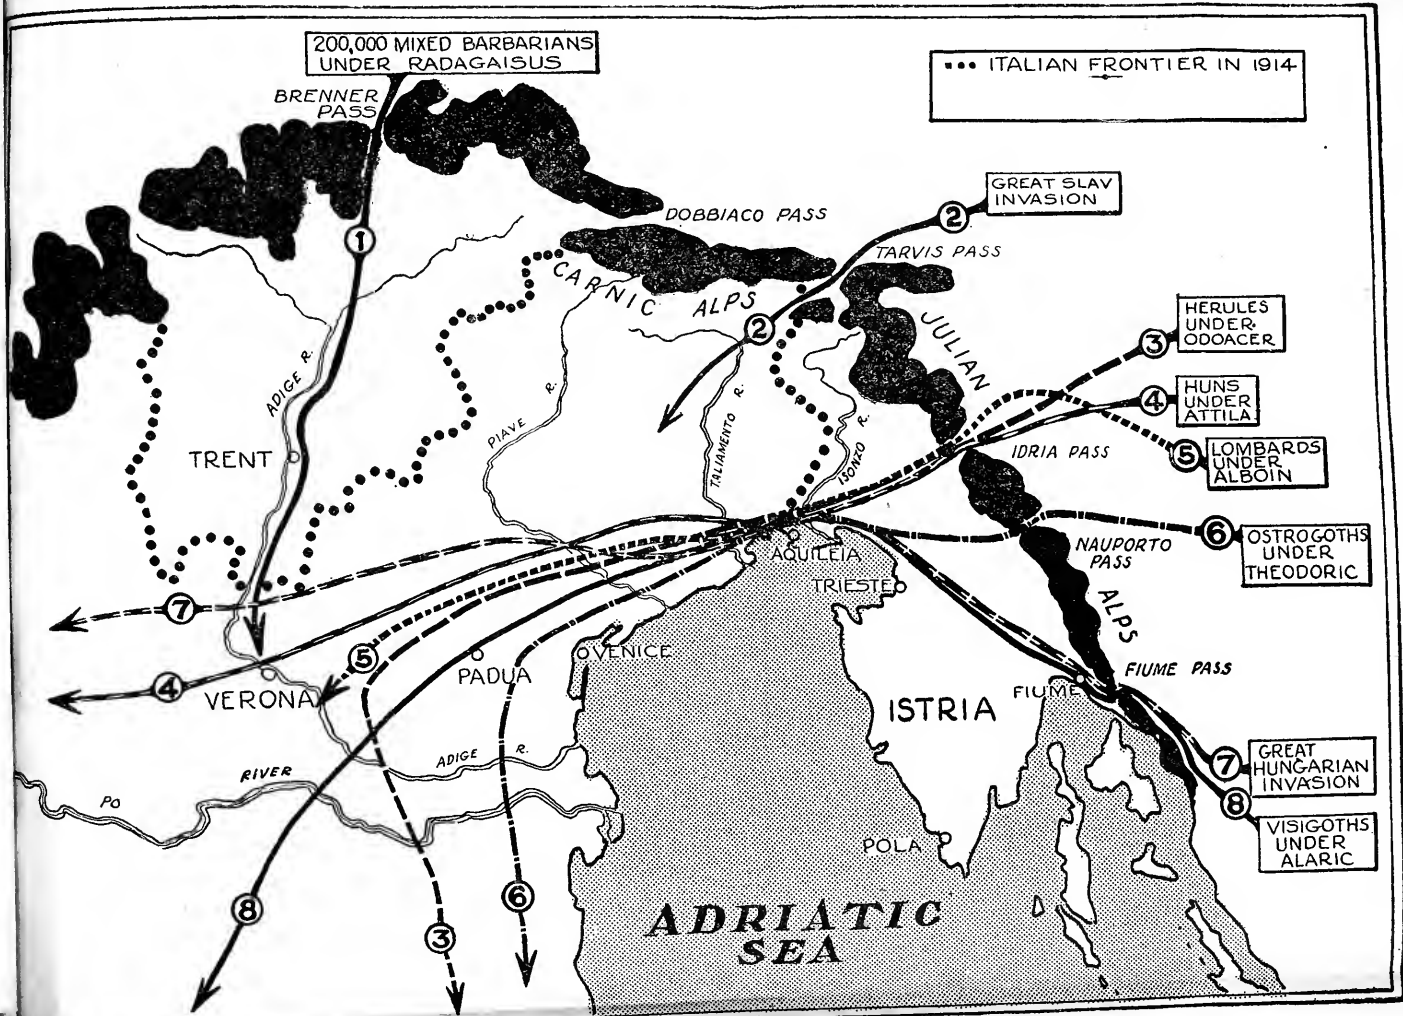 200,000 MIXED BARBARIANS
UNDER RADAGAISUS
BRENNER
PASS
••• ITALIAN FRONTIER IN 1914
GREAT SLAV
INVASION
2
DOBBIACO PASS
TARVIS PASS
1
CARNIC ALPS
2
JULIAN
HERULES
UNDER
ODOACER
3
HUNS
UNDER
ATTILA
4
ADIGE R.
PIAVE R.
TALIAMENTO R.
ISONZO R.
TRENT
IDRIA PASS
5
LOMBARDS
UNDER
ALBOIN
6
OSTROGOTHS
UNDER
THEODORIC
NAUPORTO
PASS
AQUILEIA
TRIESTE
ALPS
7
5
VENICE
PADUA
4
VERONA
FIUME PASS
FIUME
ISTRIA
7
GREAT
HUNGARIAN
INVASION
8
VISIGOTHS
UNDER
ALARIC
ADIGE R.
PO RIVER
POLA
8
3
6
ADRIATIC
SEA